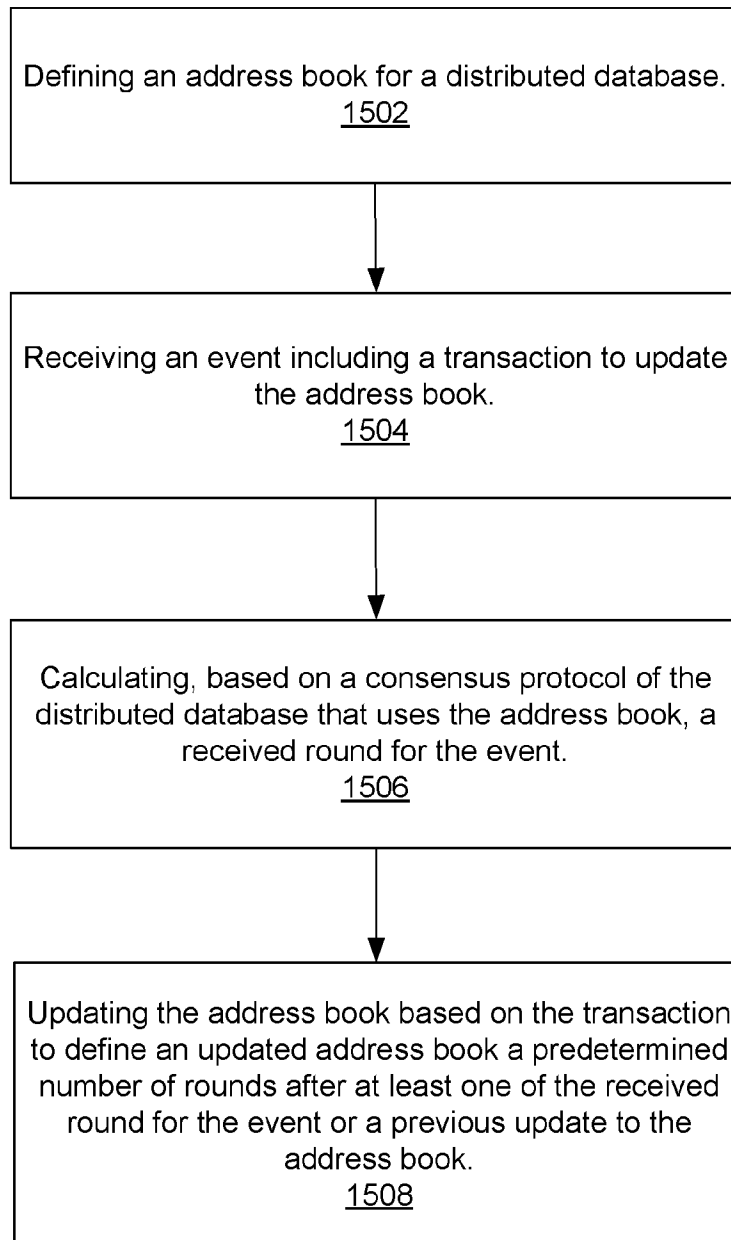 Defining an address book for a distributed database.
1502
Receiving an event including a transaction to update
the address book.
1504
Calculating, based on a consensus protocol of the
distributed database that uses the address book, a
received round for the event.
1506
Updating the address book based on the transaction
to define an updated address book a predetermined
number of rounds after at least one of the received
round for the event or a previous update to the
address book.
1508